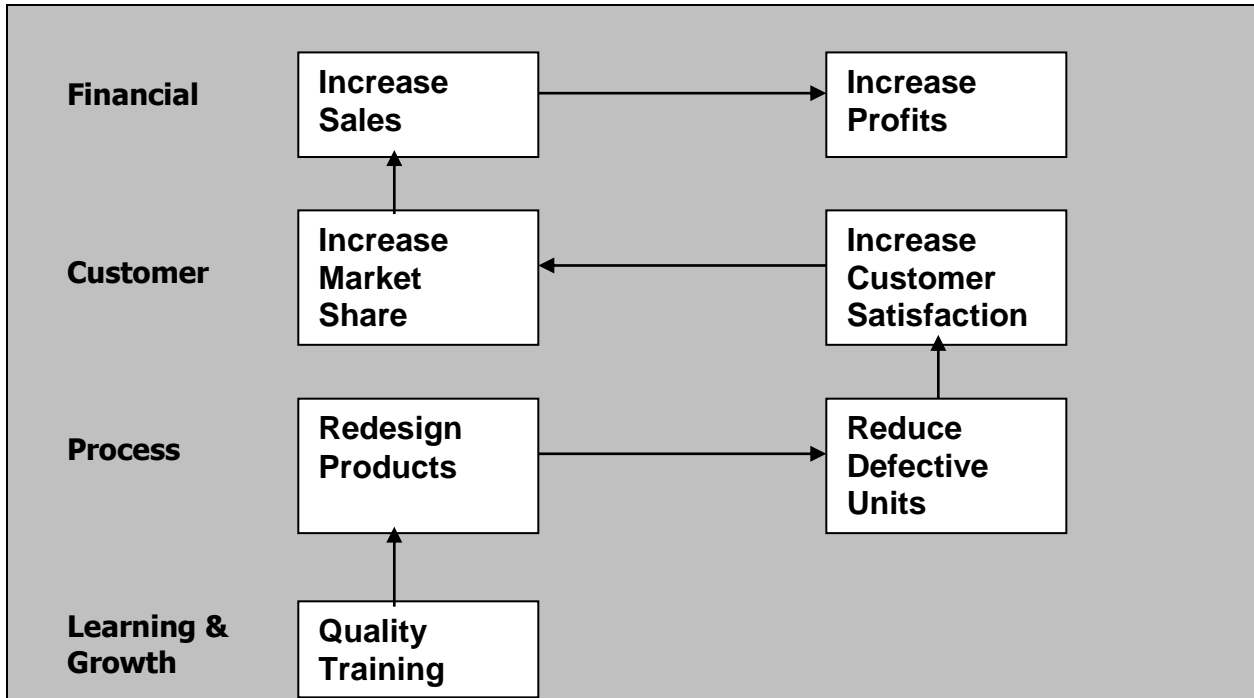 Financial
Increase
Sales
Increase
Profits
Customer
Increase
Market
Share
Increase
Customer
Satisfaction
Process
Redesign
Products
Reduce
Defective
Units
Learning &
Growth
Quality
Training